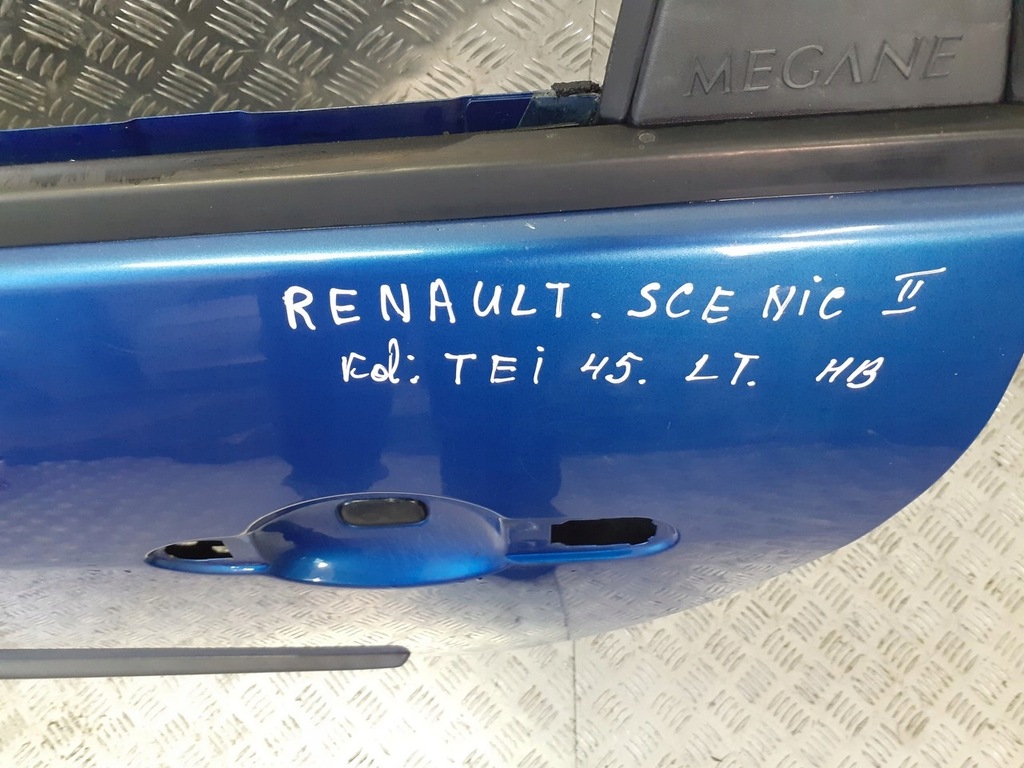 MEGANE
RENAULT. SCENiC II
Kol: TEi 45. LT. HB